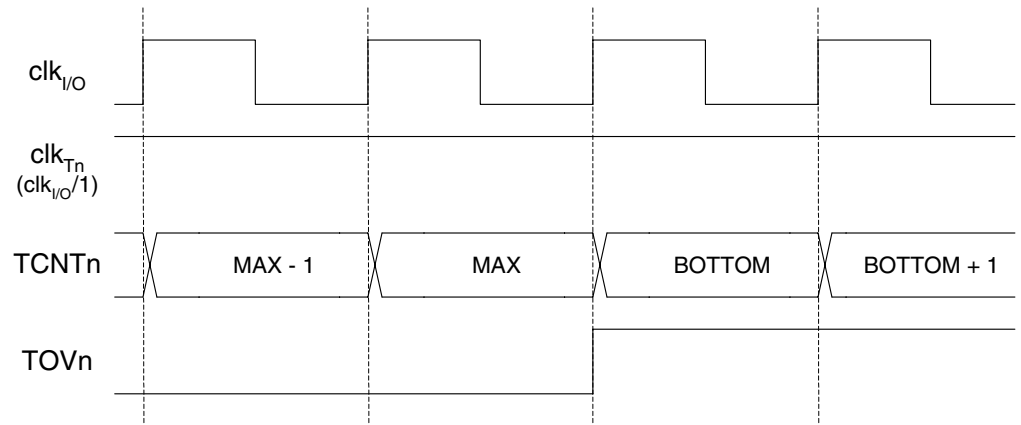 clkI/O
clkTn
(clkI/O/1)
TCNTn MAX - 1 MAX BOTTOM BOTTOM + 1
TOVn